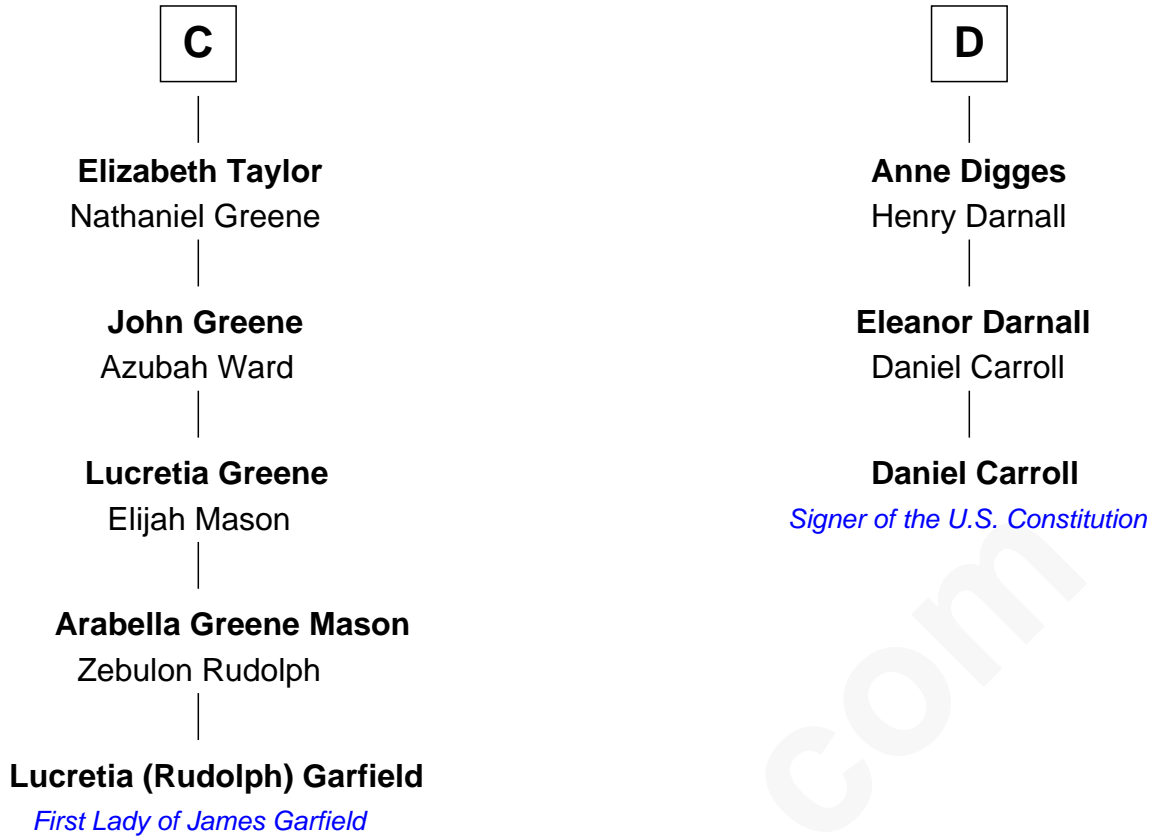 C
Elizabeth Taylor
Nathaniel Greene
John Greene
Azubah Ward
Lucretia Greene
Elijah Mason
Arabella Greene Mason
Zebulon Rudolph
Lucretia (Rudolph) Garfield
First Lady of James Garfield
D
Anne Digges
Henry Darnall
Eleanor Darnall
Daniel Carroll
Daniel Carroll
Signer of the U.S. Constitution
com